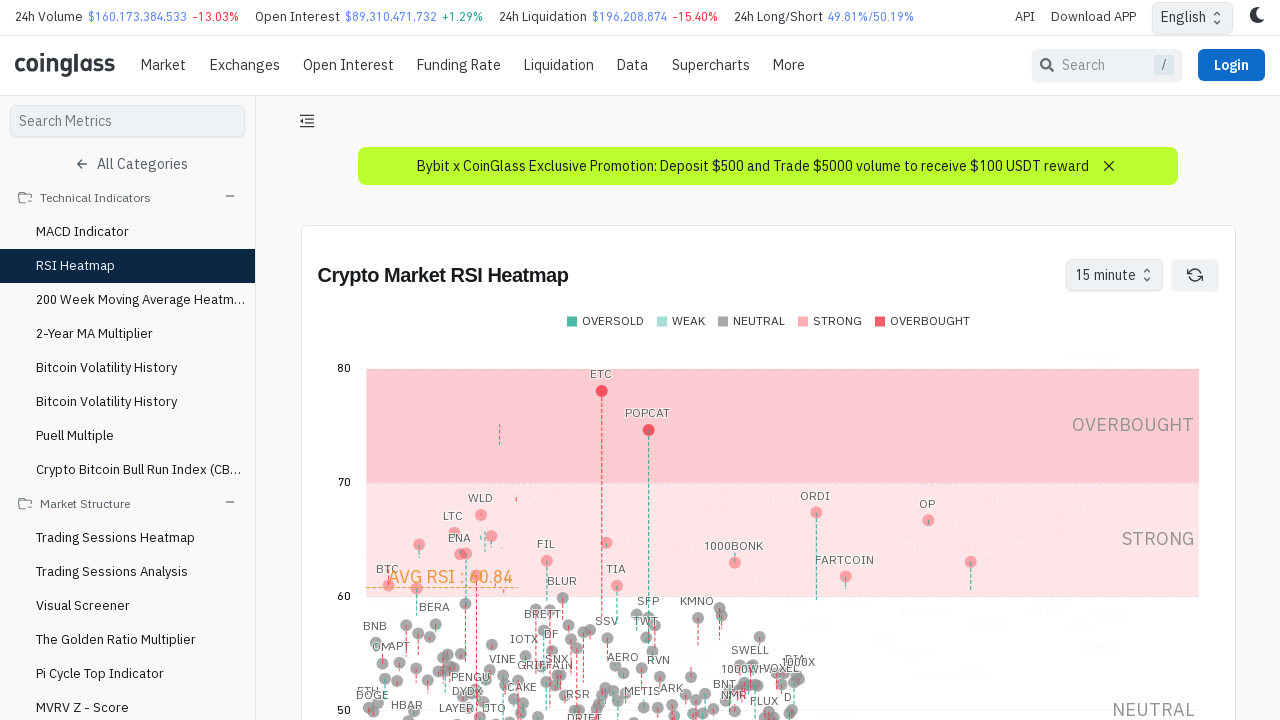 24h Volume $160,173,384,533 -13.03% Open Interest $89,310,471,732 +1.29% 24h Liquidation $196,208,874 -15.40% 24h Long/Short 49.81%/50.19% API Download APP English
coinglass Market Exchanges Open Interest Funding Rate Liquidation Data Supercharts More Search / Login
Search Metrics
All Categories
Technical Indicators
MACD Indicator
RSI Heatmap
200 Week Moving Average Heatm...
2-Year MA Multiplier
Bitcoin Volatility History
Bitcoin Volatility History
Puell Multiple
Crypto Bitcoin Bull Run Index (CB...
Market Structure
Trading Sessions Heatmap
Trading Sessions Analysis
Visual Screener
The Golden Ratio Multiplier
Pi Cycle Top Indicator
MVRV Z - Score
Bybit x CoinGlass Exclusive Promotion: Deposit $500 and Trade $5000 volume to receive $100 USDT reward
Crypto Market RSI Heatmap
15 minute
OVERSOLD WEAK NEUTRAL STRONG OVERBOUGHT
80
ETC
POPCAT
OVERBOUGHT
70
WLD
ORDI
OP
LTC
ENA
FIL
1000BONK
STRONG
FARTCOIN
BTC
TIA
AVG RSI : 60.84
BLUR
60
BERA
SFP
KMNO
BRETT
BNB
SSV
TWT
DF
IOTX
APT
SWELL
VINE
SNX
AERO
RVN
1000X
VOXEL
PENGU
DYDX
CAKE
RSR
METIS
ARK
BNT
NMR
FLUX
DOGE
HBAR
LAYER
JTO
DRIFT
50
NEUTRAL